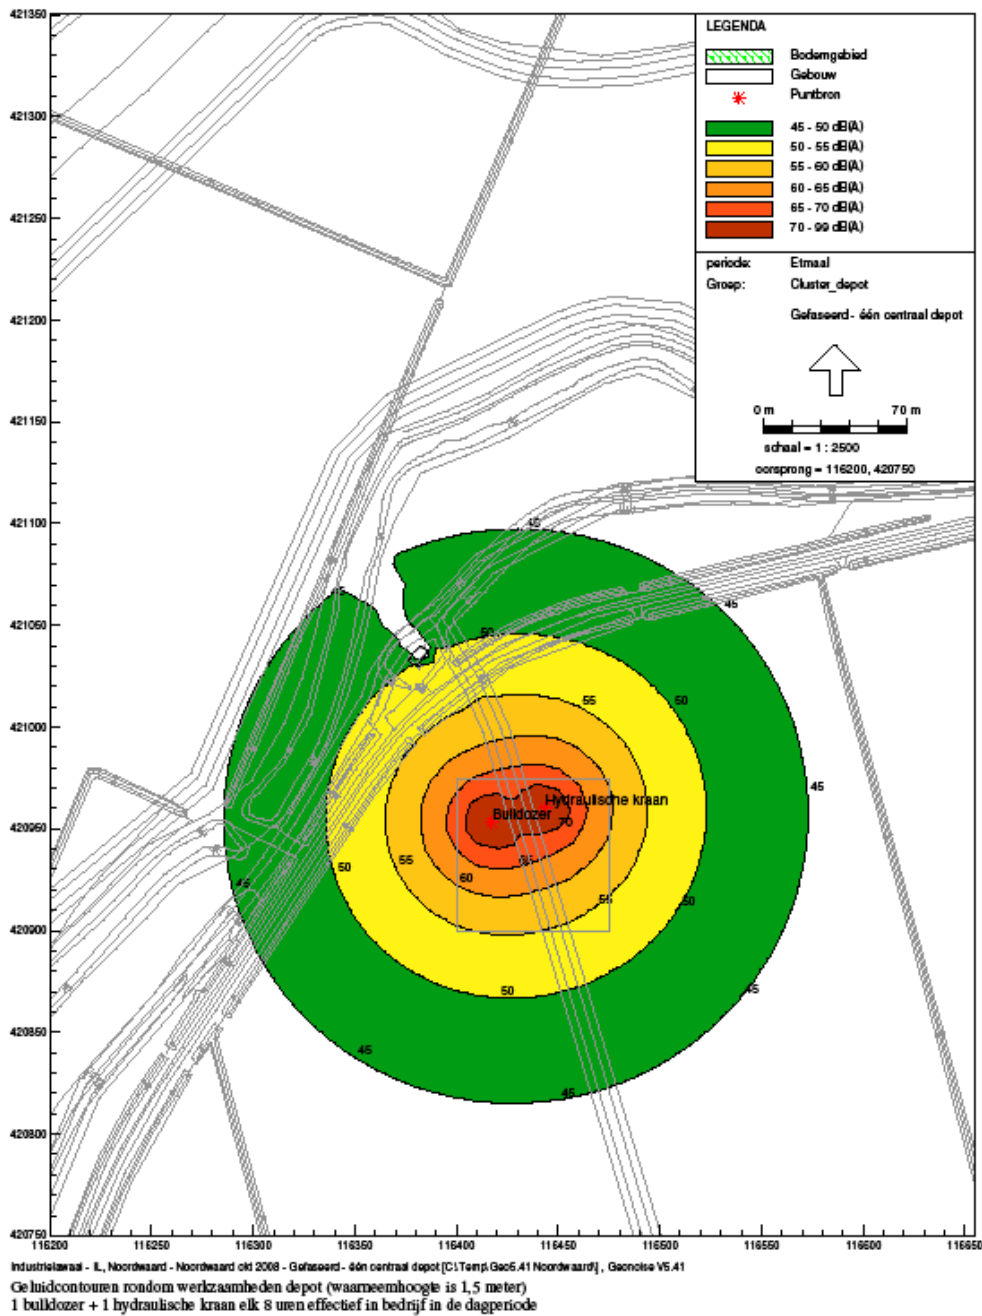 421350
421300
421250
421200
421150
421100
421050
421000
420950
420900
420850
420800
420750
116200 116250 116300 116350 116400 116450 116500 116550 116600 11665
LEGENDA
Bodemgebied
Gebouw
Puntbron
45 - 50 dB(A)
50 - 55 dB(A)
55 - 60 dB(A)
60 - 65 dB(A)
65 - 70 dB(A)
70 - 99 dB(A)
periode: Etmaal
Groep: Cluster_depot
Gefaseerd - één centraal depot
0 m 70 m
schaal = 1 : 2500
oorsprong = 116200, 420750
45
45
45
50
50
55
45
Hydraulische kraan
Bulldozer
70
65
55
60
50
45
55
50
50
45
45
45
Industrielawaai - IL, Noordwaard - Noordwaard okt 2008 - Gefaseerd - één centraal depot [C:\Temp\Geo5.41 Noordwaard\] , Geonoise V5.41
Geluidcontouren rondom werkzaamheden depot (waarneemhoogte is 1,5 meter)
1 bulldozer + 1 hydraulische kraan elk 8 uren effectief in bedrijf in de dagperiode